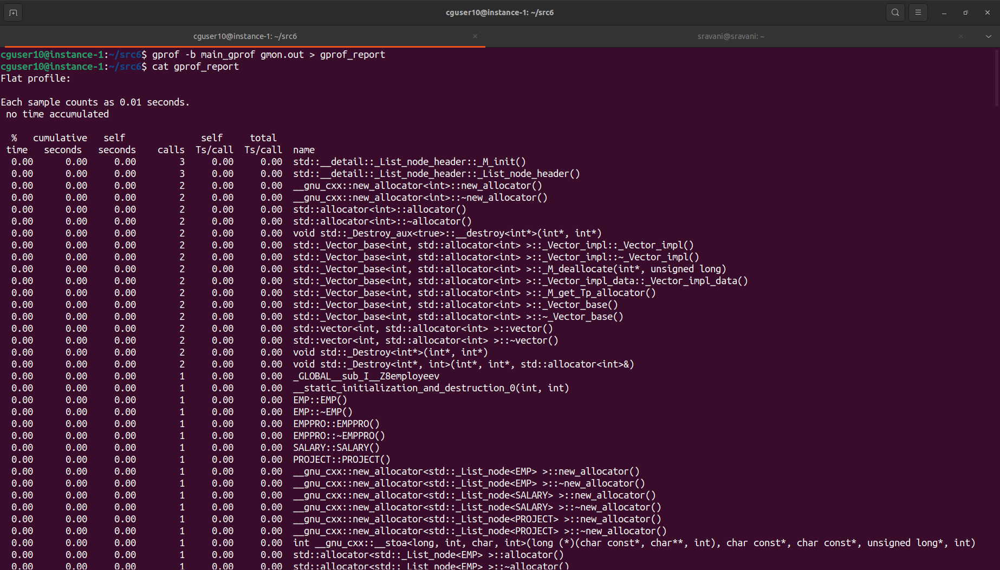 cguser10@instance-1: ~/src6
cguser10@instance-1: ~/src6
sravani@sravani: ~
cguser10@instance-1:~/src6$ gprof -b main_gprof gmon.out > gprof_report
cguser10@instance-1:~/src6$ cat gprof_report
Flat profile:
Each sample counts as 0.01 seconds.
 no time accumulated
  %   cumulative   self              self     total
 time   seconds   seconds    calls  Ts/call  Ts/call  name
  0.00      0.00     0.00        3     0.00     0.00  std::__detail::_List_node_header::_M_init()
  0.00      0.00     0.00        3     0.00     0.00  std::__detail::_List_node_header::_List_node_header()
  0.00      0.00     0.00        2     0.00     0.00  __gnu_cxx::new_allocator<int>::new_allocator()
  0.00      0.00     0.00        2     0.00     0.00  __gnu_cxx::new_allocator<int>::~new_allocator()
  0.00      0.00     0.00        2     0.00     0.00  std::allocator<int>::allocator()
  0.00      0.00     0.00        2     0.00     0.00  std::allocator<int>::~allocator()
  0.00      0.00     0.00        2     0.00     0.00  void std::_Destroy_aux<true>::__destroy<int*>(int*, int*)
  0.00      0.00     0.00        2     0.00     0.00  std::_Vector_base<int, std::allocator<int> >::_Vector_impl::_Vector_impl()
  0.00      0.00     0.00        2     0.00     0.00  std::_Vector_base<int, std::allocator<int> >::_Vector_impl::~_Vector_impl()
  0.00      0.00     0.00        2     0.00     0.00  std::_Vector_base<int, std::allocator<int> >::_M_deallocate(int*, unsigned long)
  0.00      0.00     0.00        2     0.00     0.00  std::_Vector_base<int, std::allocator<int> >::_Vector_impl_data::_Vector_impl_data()
  0.00      0.00     0.00        2     0.00     0.00  std::_Vector_base<int, std::allocator<int> >::_M_get_Tp_allocator()
  0.00      0.00     0.00        2     0.00     0.00  std::_Vector_base<int, std::allocator<int> >::_Vector_base()
  0.00      0.00     0.00        2     0.00     0.00  std::_Vector_base<int, std::allocator<int> >::~_Vector_base()
  0.00      0.00     0.00        2     0.00     0.00  std::vector<int, std::allocator<int> >::vector()
  0.00      0.00     0.00        2     0.00     0.00  std::vector<int, std::allocator<int> >::~vector()
  0.00      0.00     0.00        2     0.00     0.00  void std::_Destroy<int*>(int*, int*)
  0.00      0.00     0.00        2     0.00     0.00  void std::_Destroy<int*, int>(int*, int*, std::allocator<int>&)
  0.00      0.00     0.00        1     0.00     0.00  _GLOBAL__sub_I__Z8employeev
  0.00      0.00     0.00        1     0.00     0.00  __static_initialization_and_destruction_0(int, int)
  0.00      0.00     0.00        1     0.00     0.00  EMP::EMP()
  0.00      0.00     0.00        1     0.00     0.00  EMP::~EMP()
  0.00      0.00     0.00        1     0.00     0.00  EMPPRO::EMPPRO()
  0.00      0.00     0.00        1     0.00     0.00  EMPPRO::~EMPPRO()
  0.00      0.00     0.00        1     0.00     0.00  SALARY::SALARY()
  0.00      0.00     0.00        1     0.00     0.00  PROJECT::PROJECT()
  0.00      0.00     0.00        1     0.00     0.00  __gnu_cxx::new_allocator<std::_List_node<EMP> >::new_allocator()
  0.00      0.00     0.00        1     0.00     0.00  __gnu_cxx::new_allocator<std::_List_node<EMP> >::~new_allocator()
  0.00      0.00     0.00        1     0.00     0.00  __gnu_cxx::new_allocator<std::_List_node<SALARY> >::new_allocator()
  0.00      0.00     0.00        1     0.00     0.00  __gnu_cxx::new_allocator<std::_List_node<SALARY> >::~new_allocator()
  0.00      0.00     0.00        1     0.00     0.00  __gnu_cxx::new_allocator<std::_List_node<PROJECT> >::new_allocator()
  0.00      0.00     0.00        1     0.00     0.00  __gnu_cxx::new_allocator<std::_List_node<PROJECT> >::~new_allocator()
  0.00      0.00     0.00        1     0.00     0.00  int __gnu_cxx::__stoa<long, int, char, int>(long (*)(char const*, char**, int), char const*, char const*, unsigned long*, int)
  0.00      0.00     0.00        1     0.00     0.00  std::allocator<std::_List_node<EMP> >::allocator()
  0.00      0.00     0.00        1     0.00     0.00  std::allocator<std::_List_node<EMP> >::~allocator()